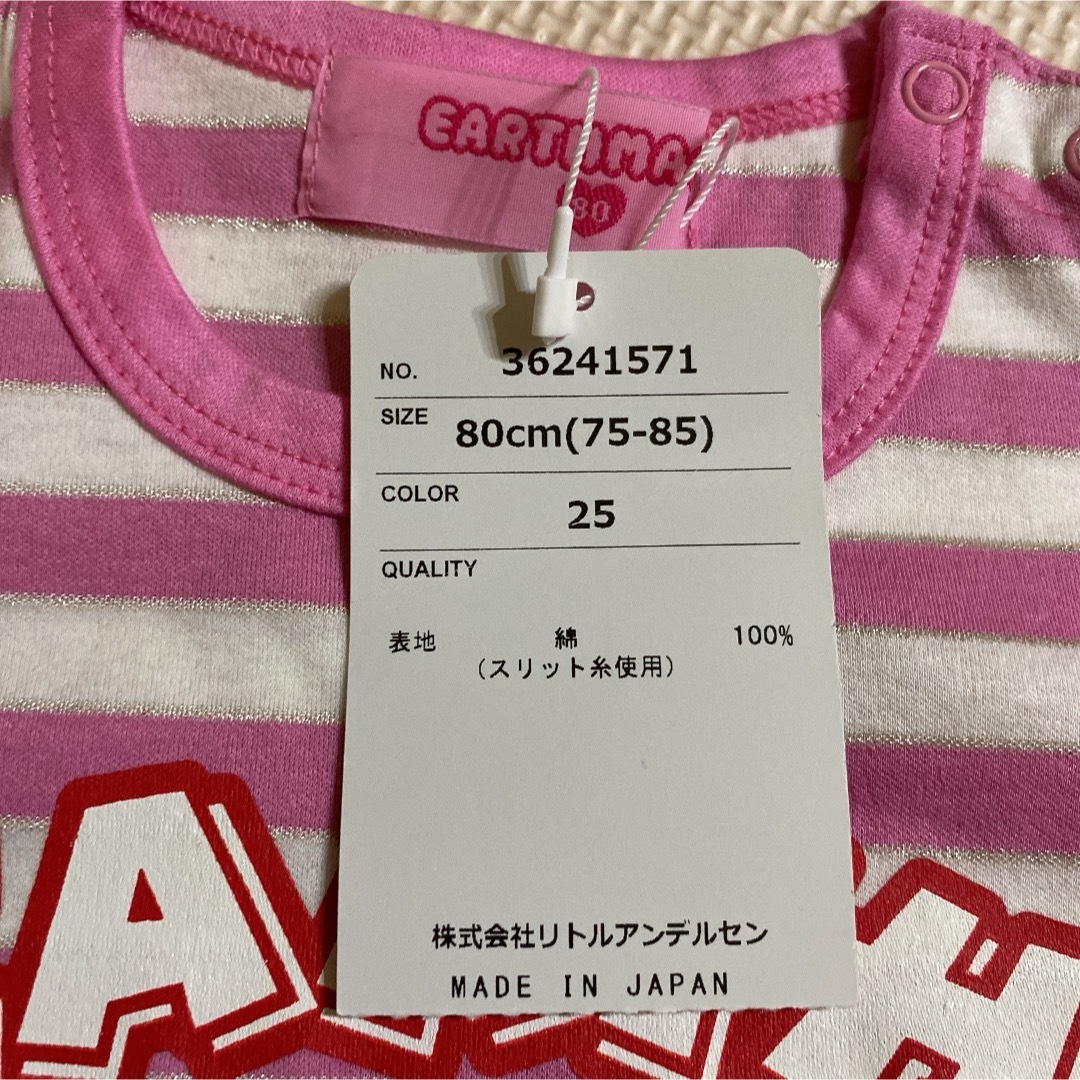 EARTHMA
80
NO. 36241571
SIZE 80cm(75-85)
COLOR 25
QUALITY
表地 綿 100%
(スリット糸使用)
株式会社リトルアンデルセン
MADE IN JAPAN